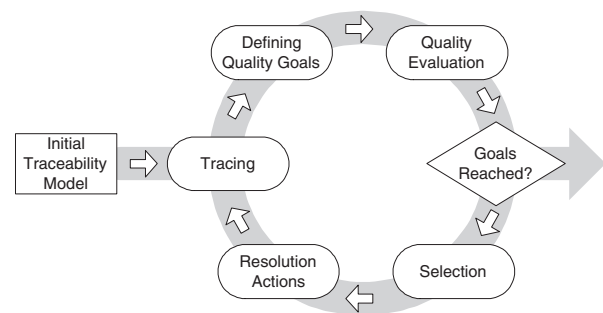 Defining
Quality Goals
Quality
Evaluation
Initial
Traceability
Model
Tracing
Goals
Reached?
Resolution
Actions
Selection